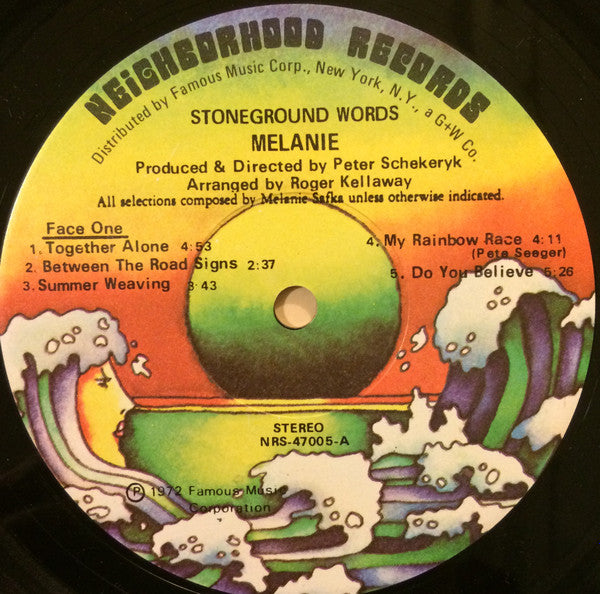 NEIGHBORHOOD RECORDS
Distributed by Famous Music Corp., New York, N.Y., a G+W Co.
STONEGROUND WORDS
MELANIE
Produced & Directed by Peter Schekeryk
Arranged by Roger Kellaway
All selections composed by Melanie Safka unless otherwise indicated.
Face One
1. Together Alone 4:53
2. Between The Road Signs 2:37
3. Summer Weaving 3:43
4. My Rainbow Race 4:11
(Pete Seeger)
5. Do You Believe 5:26
STEREO
NRS-47005-A
℗ 1972 Famous Music
Corporation